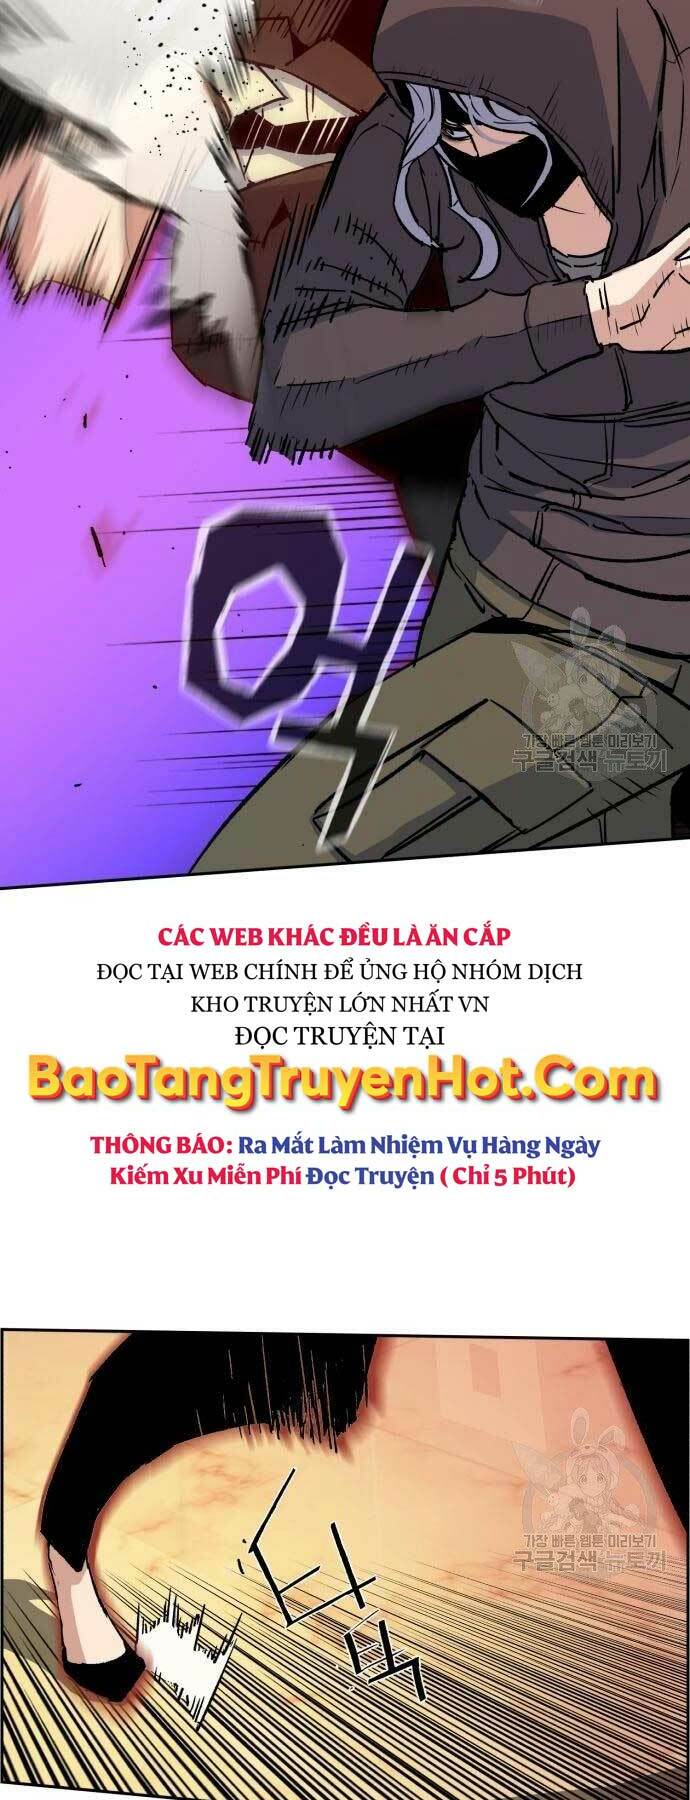 윽
가장 빠른 웹툰 미리보기
구글검색 뉴토끼
CÁC WEB KHÁC ĐỀU LÀ ĂN CẮP
ĐỌC TẠI WEB CHÍNH ĐỂ ỦNG HỘ NHÓM DỊCH
KHO TRUYỆN LỚN NHẤT VN
ĐỌC TRUYỆN TẠI
BaoTangTruyenHot.Com
THÔNG BÁO: Ra Mắt Làm Nhiệm Vụ Hàng Ngày
Kiếm Xu Miễn Phí Đọc Truyện ( Chỉ 5 Phút)
가장 빠른 웹툰 미리보기
구글검색 뉴토끼
비